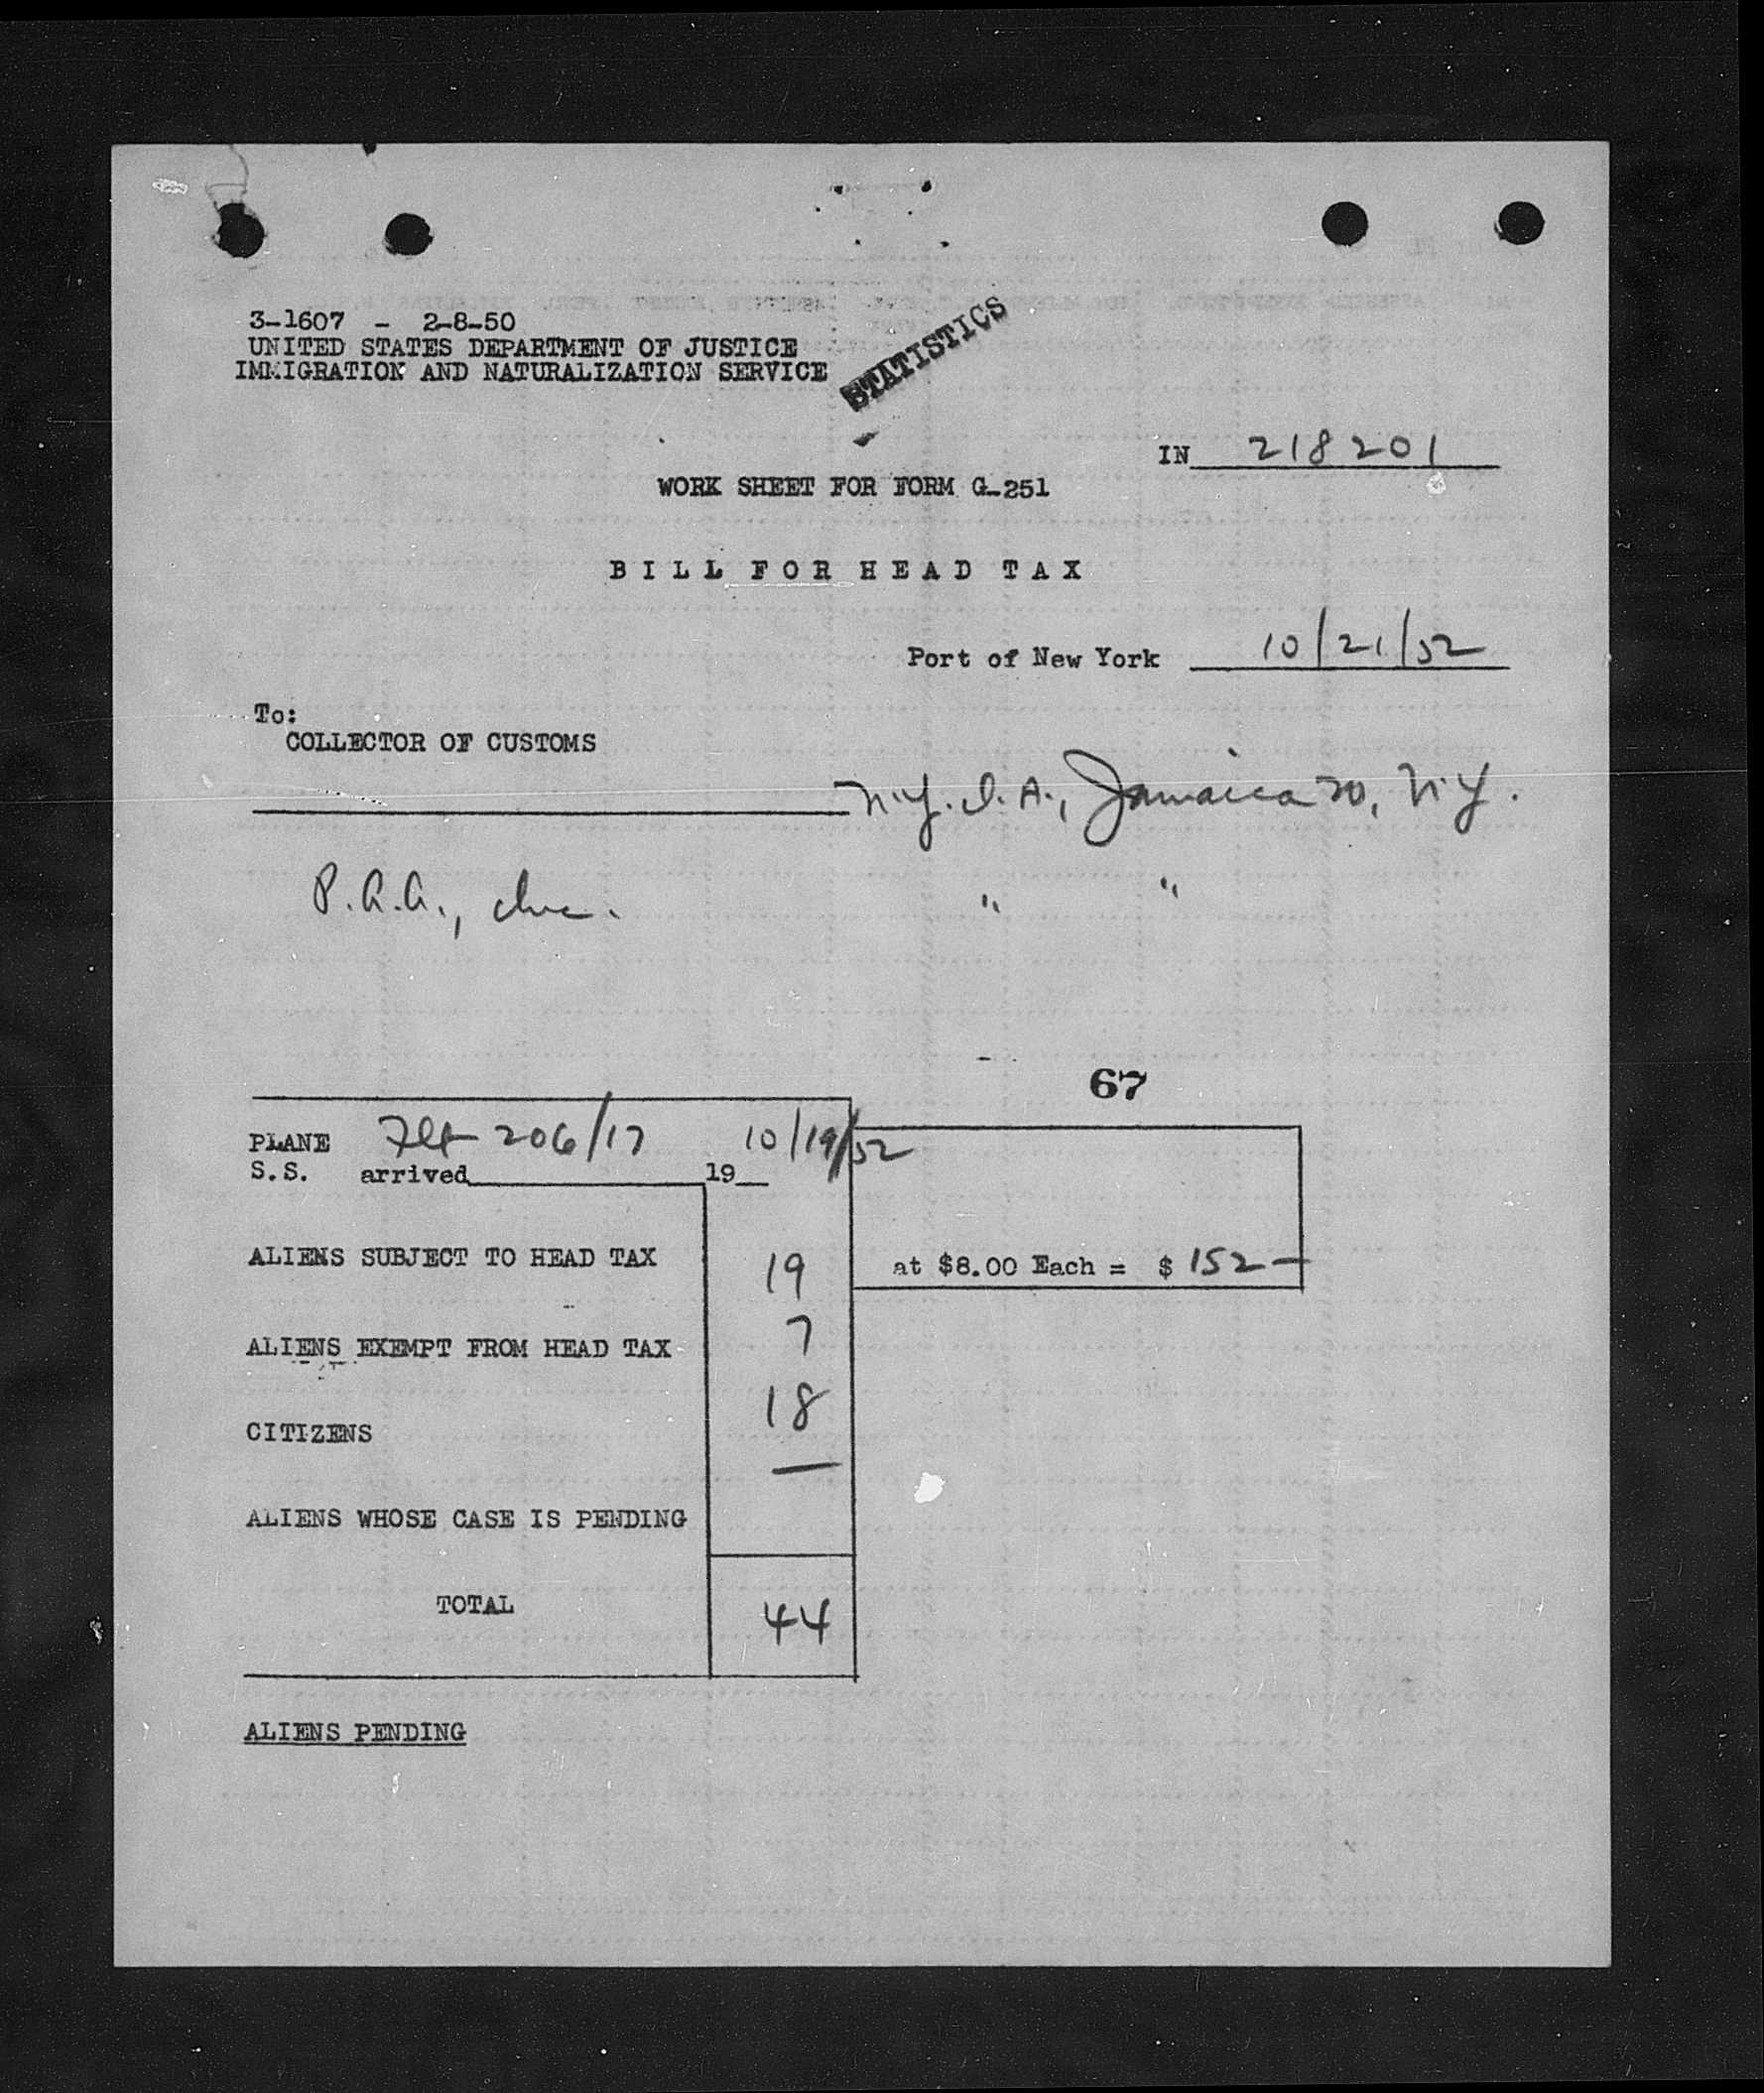 3-1607 - 2-8-50
UNITED STATES DEPARTMENT OF JUSTICE
IMMIGRATION AND NATURALIZATION SERVICE
STATISTICS
IN 218201
WORK SHEET FOR FORM G-251
BILL FOR HEAD TAX
Port of New York 10/21/52
To:
COLLECTOR OF CUSTOMS
N.Y.I.A., Jamaica 30, N.Y.
P.A.A., Inc. " "
67
PLANE Flt 206/17 10/19/52
S.S. arrived 19
ALIENS SUBJECT TO HEAD TAX 19 at $8.00 Each = $ 152 —
ALIENS EXEMPT FROM HEAD TAX 7
CITIZENS 18
ALIENS WHOSE CASE IS PENDING —
TOTAL 44
ALIENS PENDING